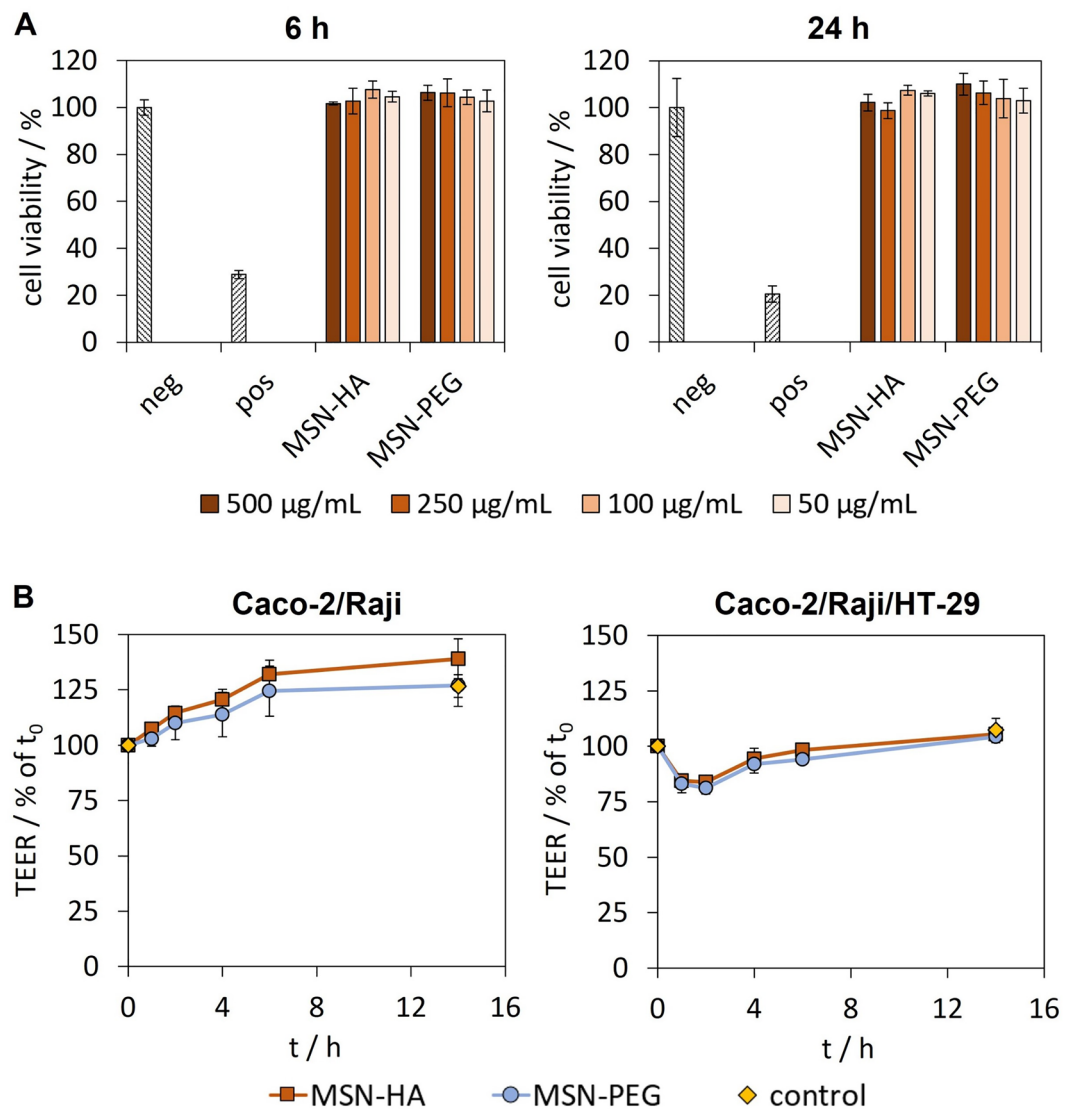 A
6 h
24 h
cell viability / %
120
100
80
60
40
20
0
neg
pos
MSN-HA
MSN-PEG
cell viability / %
120
100
80
60
40
20
0
neg
pos
MSN-HA
MSN-PEG
500 µg/mL 250 µg/mL 100 µg/mL 50 µg/mL
B
Caco-2/Raji
Caco-2/Raji/HT-29
TEER / % of t0
150
125
100
75
50
25
0
0 4 8 12 16
t / h
TEER / % of t0
150
125
100
75
50
25
0
0 4 8 12 16
t / h
MSN-HA MSN-PEG control